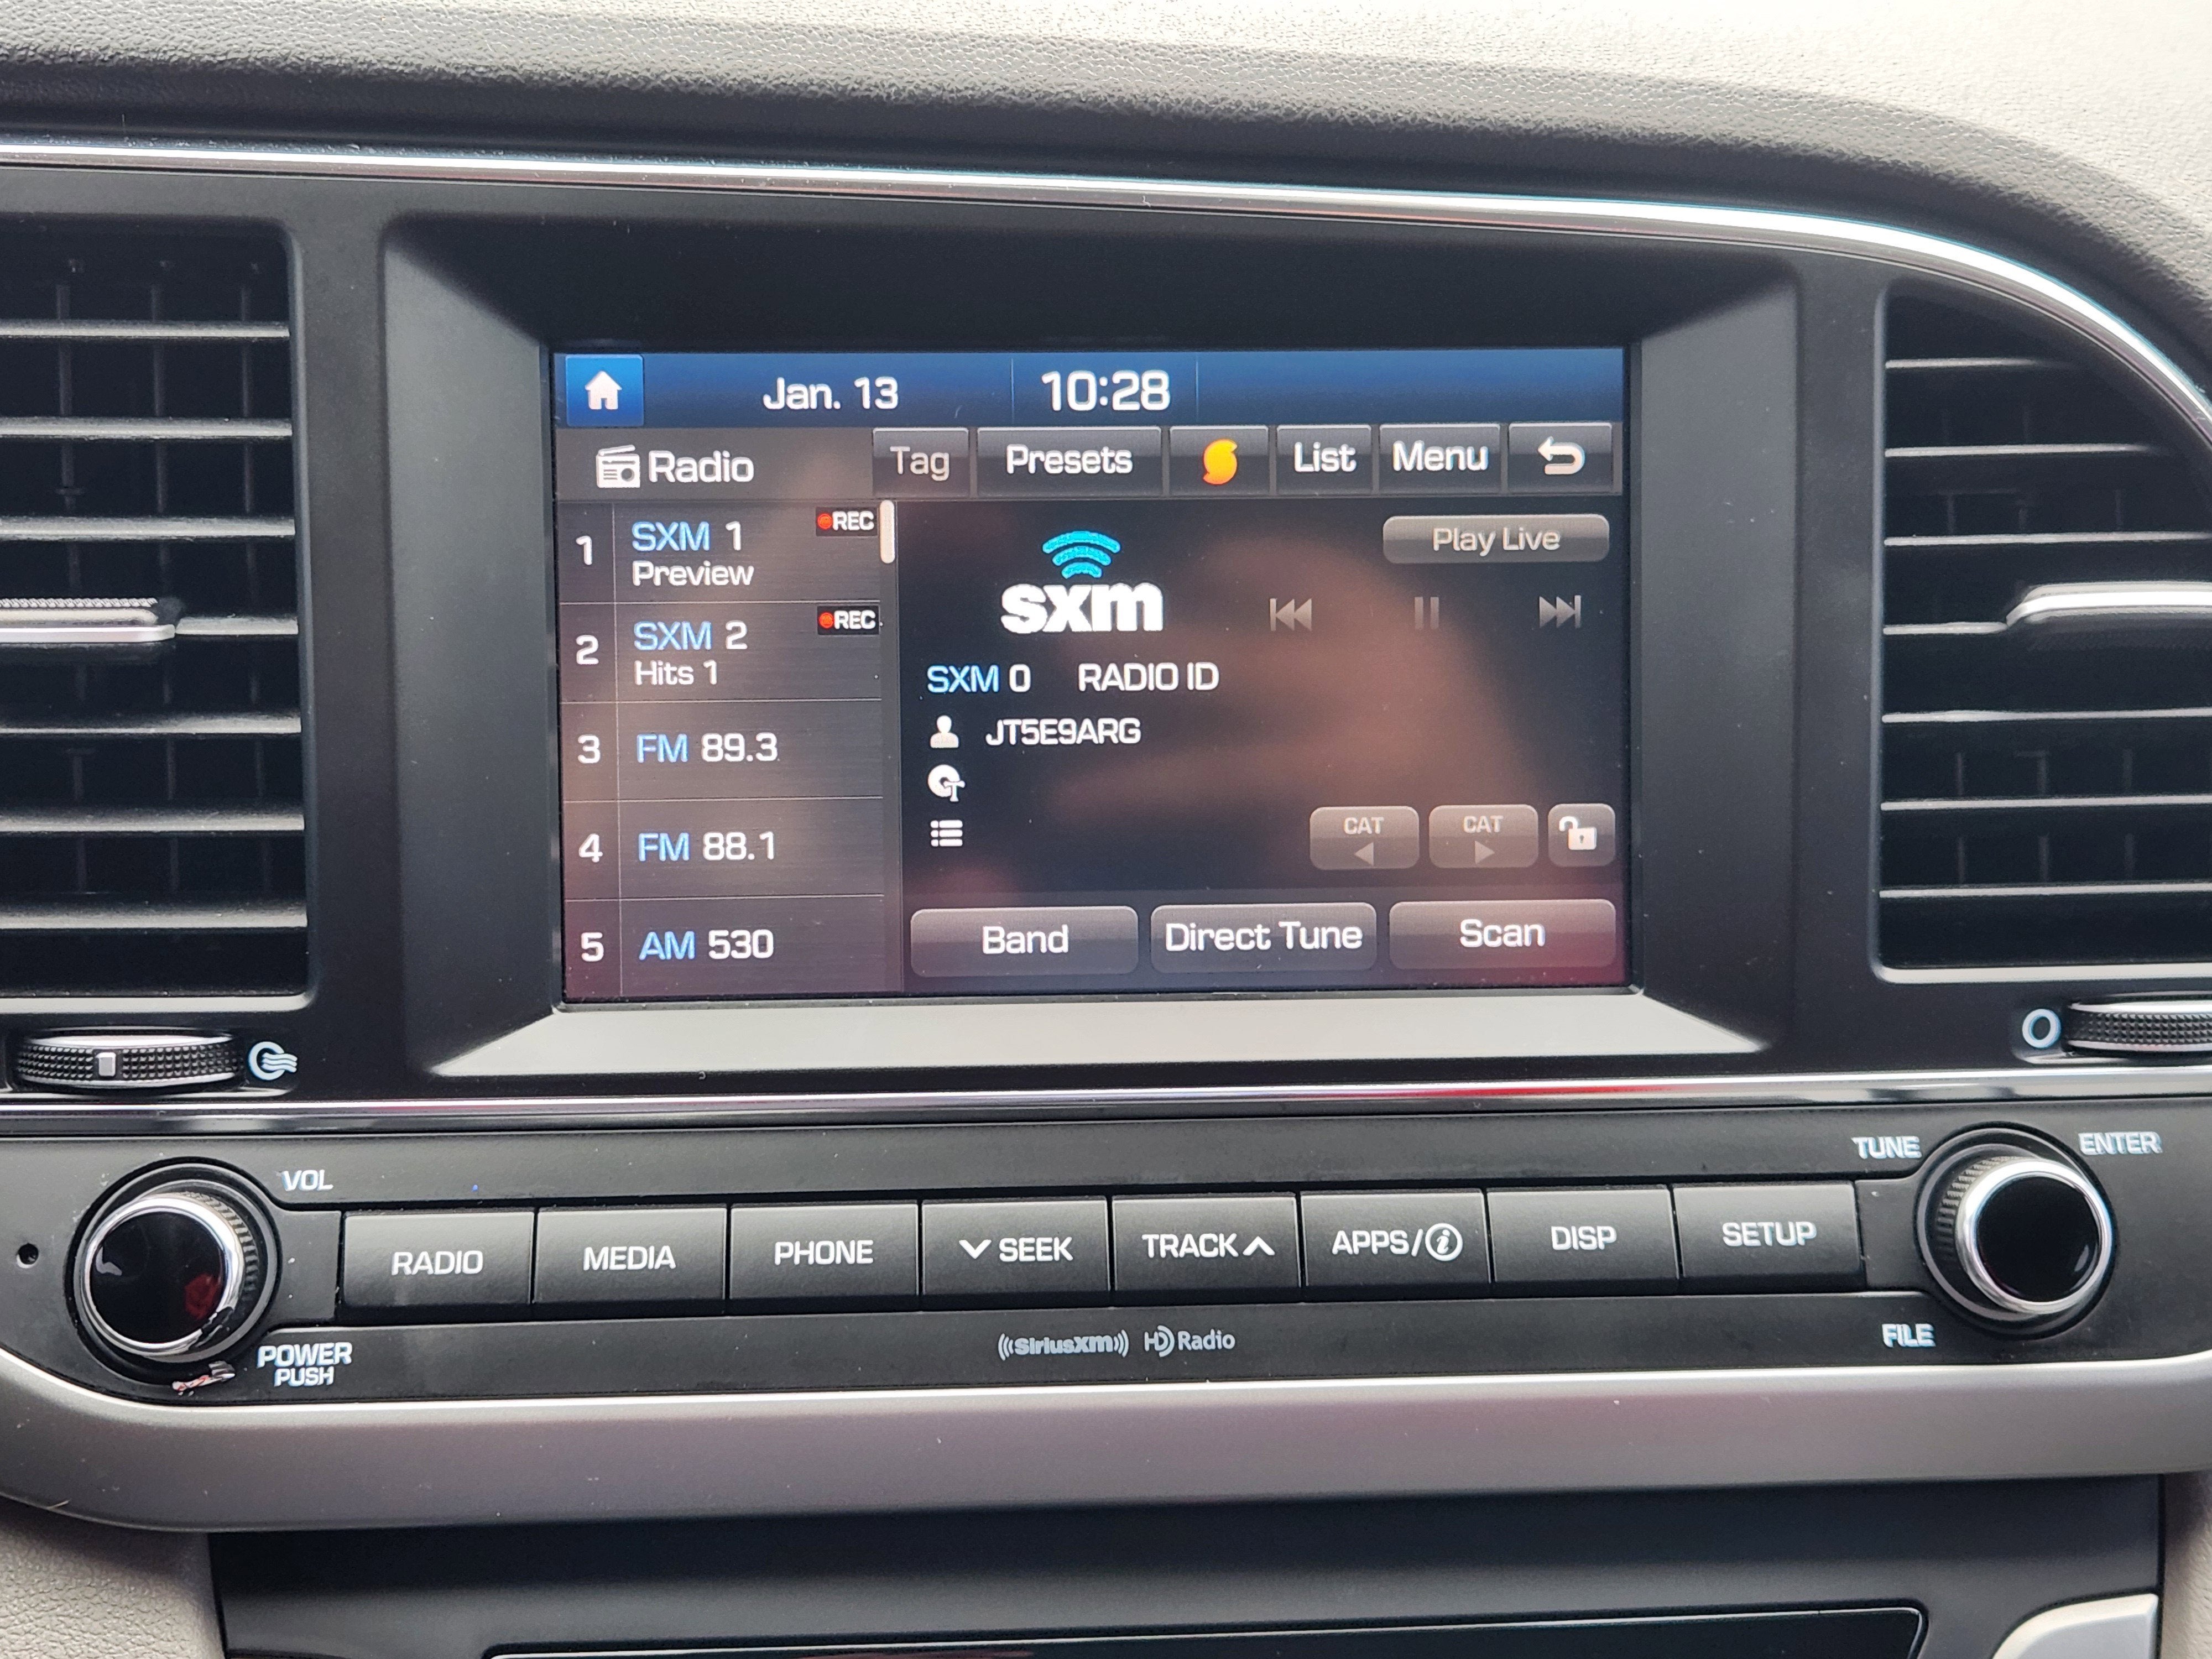 Jan. 13 10:28
Radio Tag Presets List Menu
1 SXM 1 REC
Preview
2 SXM 2 REC
Hits 1
3 FM 89.3
4 FM 88.1
5 AM 530
sxm
Play Live
SXM 0 RADIO ID
JT5E9ARG
CAT CAT
Band Direct Tune Scan
VOL
TUNE ENTER
RADIO MEDIA PHONE SEEK TRACK APPS/i DISP SETUP
POWER
PUSH
((SiriusXM)) HD Radio
FILE